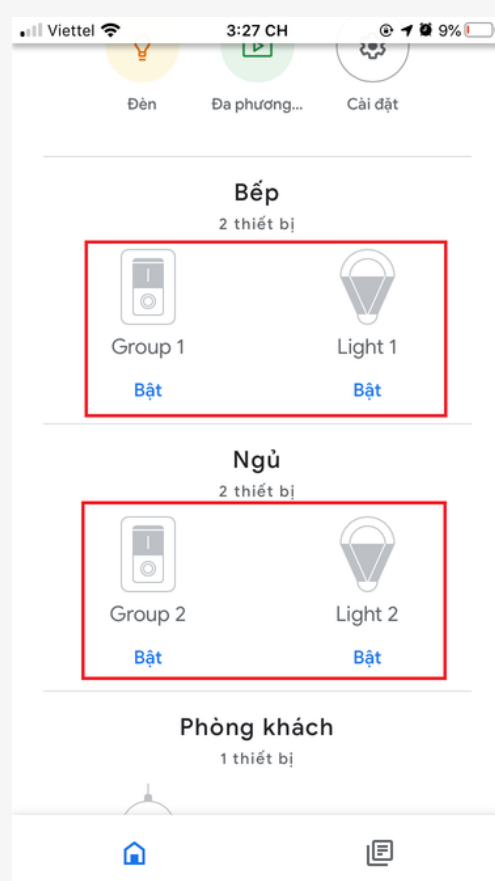 Viettel 3:27 CH 9%
Đèn Đa phương... Cài đặt
Bếp
2 thiết bị
Group 1 Light 1
Bật Bật
Ngủ
2 thiết bị
Group 2 Light 2
Bật Bật
Phòng khách
1 thiết bị